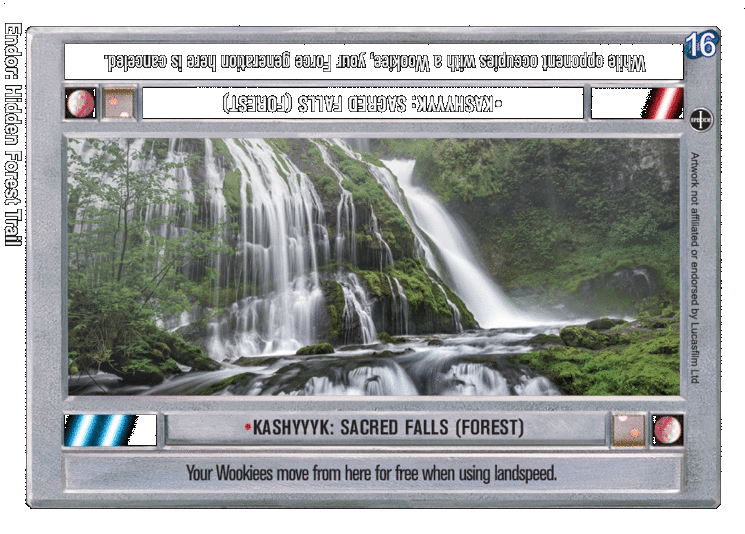 While opponent occupies with a Wookiee, your Force generation here is canceled.
16
•KASHYYYK: SACRED FALLS (FOREST)
EPISODE I
Endor: Hidden Forest Trail
Artwork not affiliated or endorsed by Lucasfilm Ltd
•KASHYYYK: SACRED FALLS (FOREST)
Your Wookiees move from here for free when using landspeed.